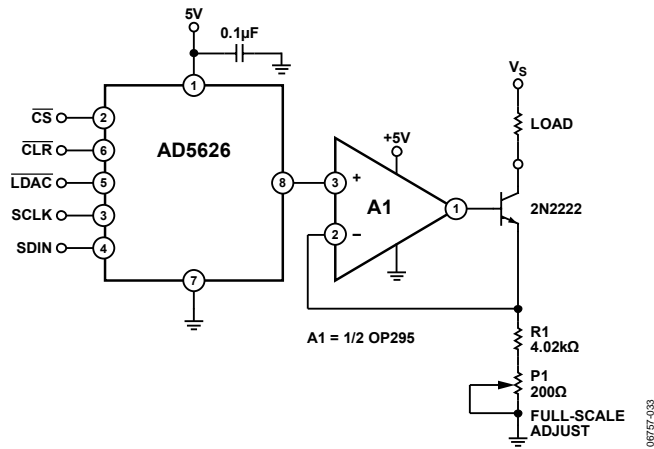 5V
0.1µF
1
CS
2
CLR
6
LDAC
5
SCLK
3
SDIN
4
AD5626
8
7
+5V
3
+
A1
2
–
1
VS
LOAD
2N2222
A1 = 1/2 OP295
R1
4.02kΩ
P1
200Ω
FULL-SCALE
ADJUST
06757-033